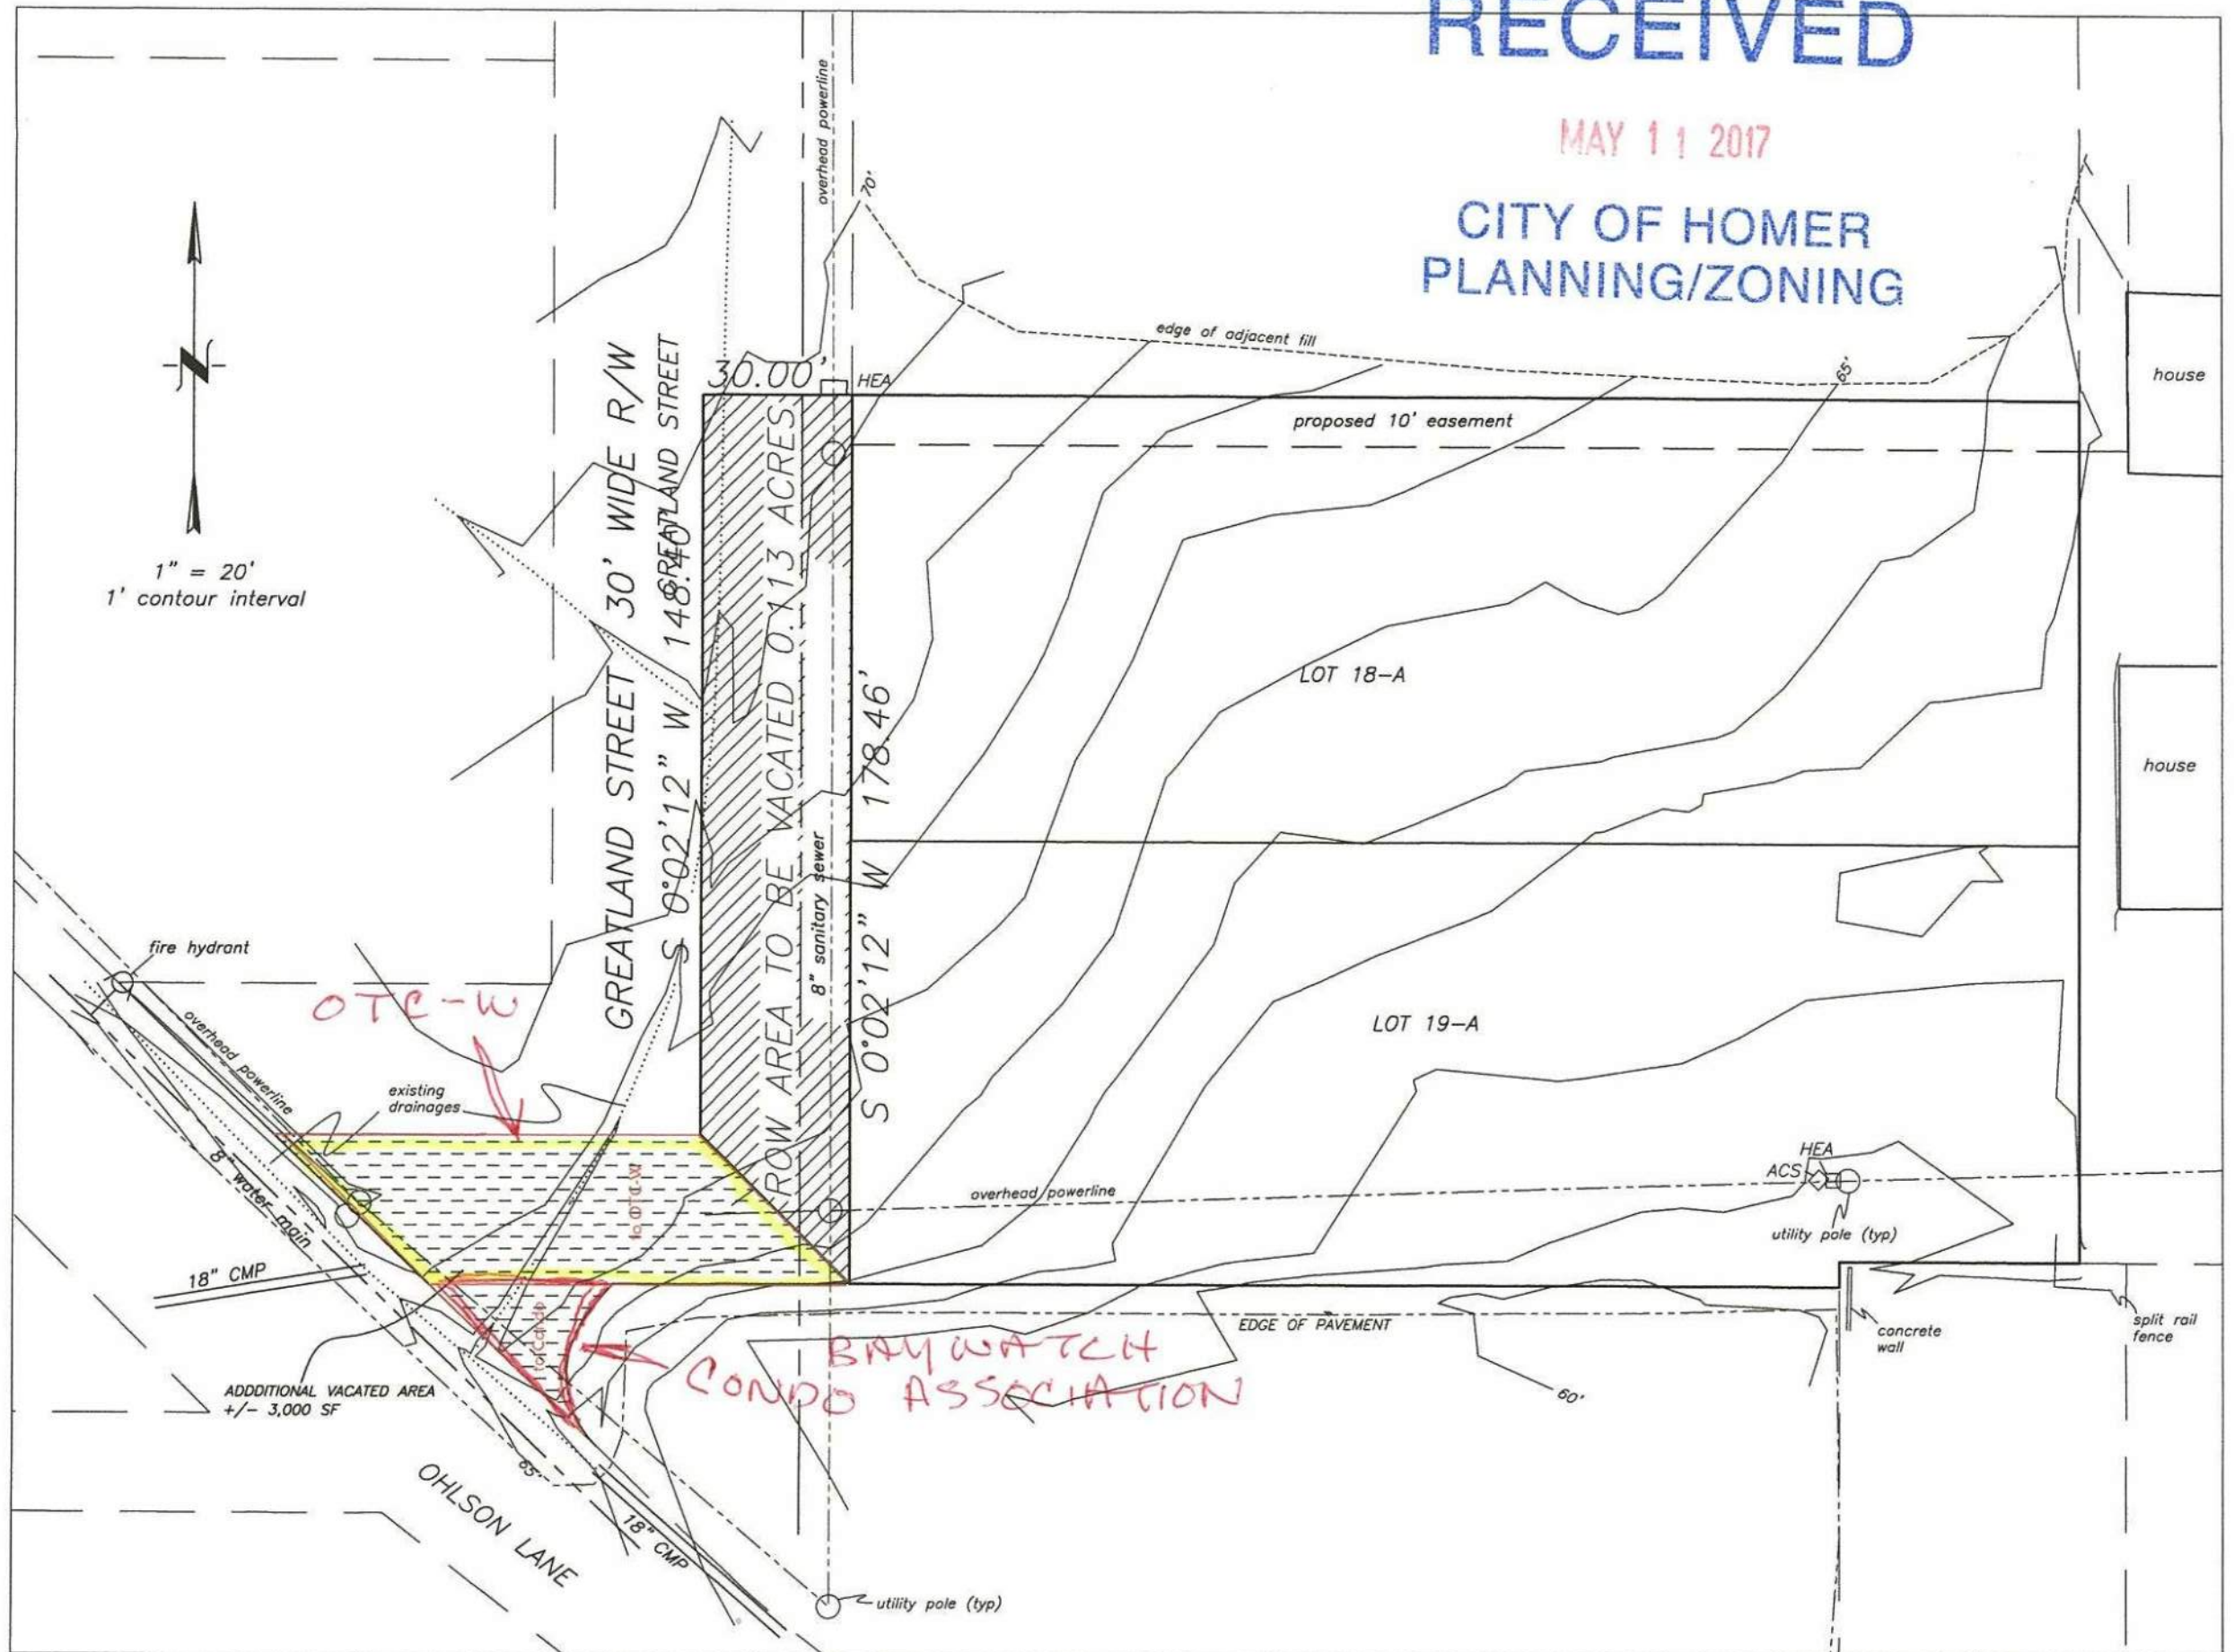 RECEIVED
MAY 11 2017
CITY OF HOMER
PLANNING/ZONING
overhead powerline
70'
edge of adjacent fill
65'
house
30.00'
HEA
proposed 10' easement
N
1" = 20'
1' contour interval
GREATLAND STREET 30' WIDE R/W
GREATLAND STREET
S 0°02'12" W 148.40'
ROW AREA TO BE VACATED 0.113 ACRES
8" sanitary sewer
S 0°02'12" W 178.46'
LOT 18-A
house
LOT 19-A
fire hydrant
OTC-W
overhead powerline
existing
drainages
8" water main
to OTC-W
overhead powerline
HEA
ACS
utility pole (typ)
18" CMP
to Condo
EDGE OF PAVEMENT
concrete
wall
split rail
fence
BAYWATCH
CONDO ASSOCIATION
60'
ADDDITIONAL VACATED AREA
+/- 3,000 SF
65'
OHLSON LANE
18" CMP
utility pole (typ)